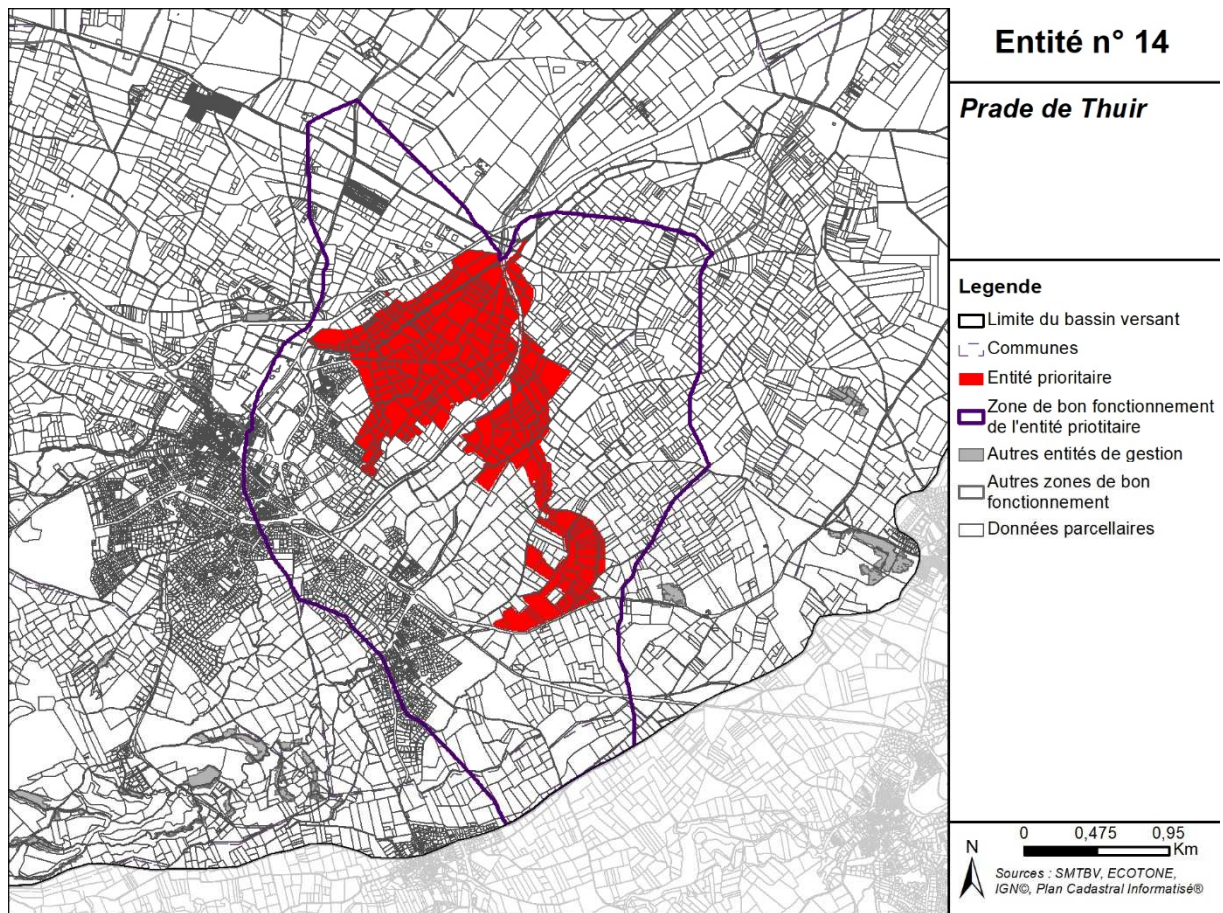 Entité n° 14
Prade de Thuir
Legende
Limite du bassin versant
Communes
Entité prioritaire
Zone de bon fonctionnement
de l'entité priotitaire
Autres entités de gestion
Autres zones de bon
fonctionnement
Données parcellaires
N
0 0,475 0,95
Km
Sources : SMTBV, ECOTONE,
IGN©, Plan Cadastral Informatisé®